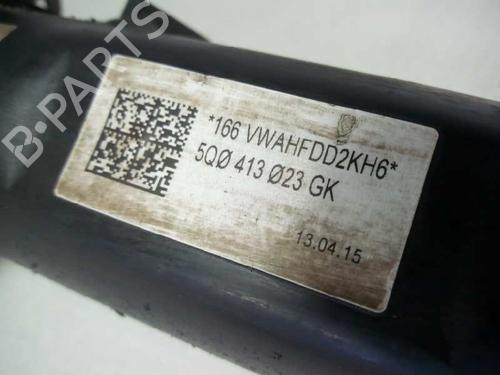 B-PARTS
*166 VWAHFDD2KH6*
5QØ 413 Ø23 GK
13.04.15